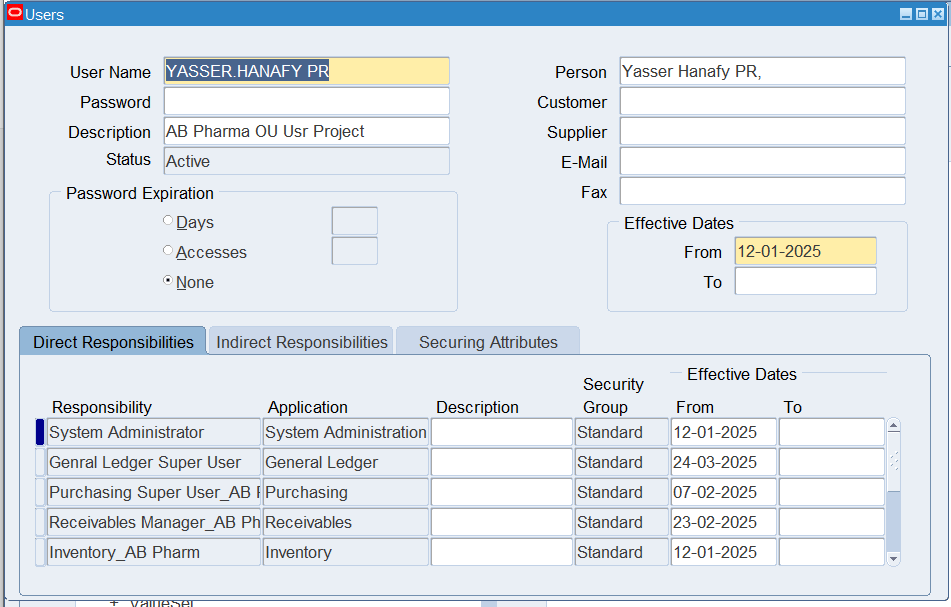 Users
User Name YASSER.HANAFY PR
Person Yasser Hanafy PR,
Password
Customer
Description AB Pharma OU Usr Project
Supplier
Status Active
E-Mail
Fax
Password Expiration
Days
Accesses
None
Effective Dates
From 12-01-2025
To
Direct Responsibilities Indirect Responsibilities Securing Attributes
Effective Dates
Responsibility Application Description Security Group From To
System Administrator System Administration Standard 12-01-2025
Genral Ledger Super User General Ledger Standard 24-03-2025
Purchasing Super User_AB Purchasing Standard 07-02-2025
Receivables Manager_AB Ph Receivables Standard 23-02-2025
Inventory_AB Pharm Inventory Standard 12-01-2025
+ ValueSet